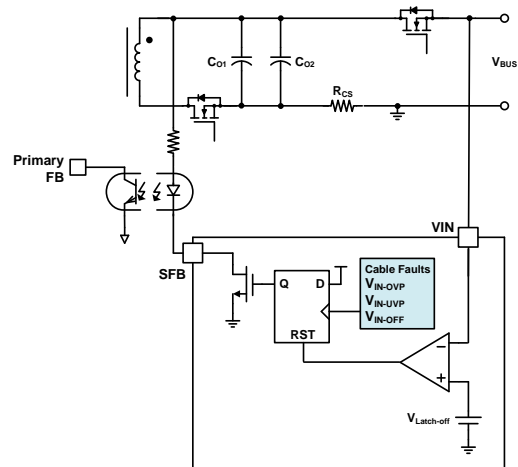 CO1
CO2
RCS
VBUS
Primary
FB
VIN
SFB
Q
D
RST
Cable Faults
VIN-OVP
VIN-UVP
VIN-OFF
−
+
VLatch-off